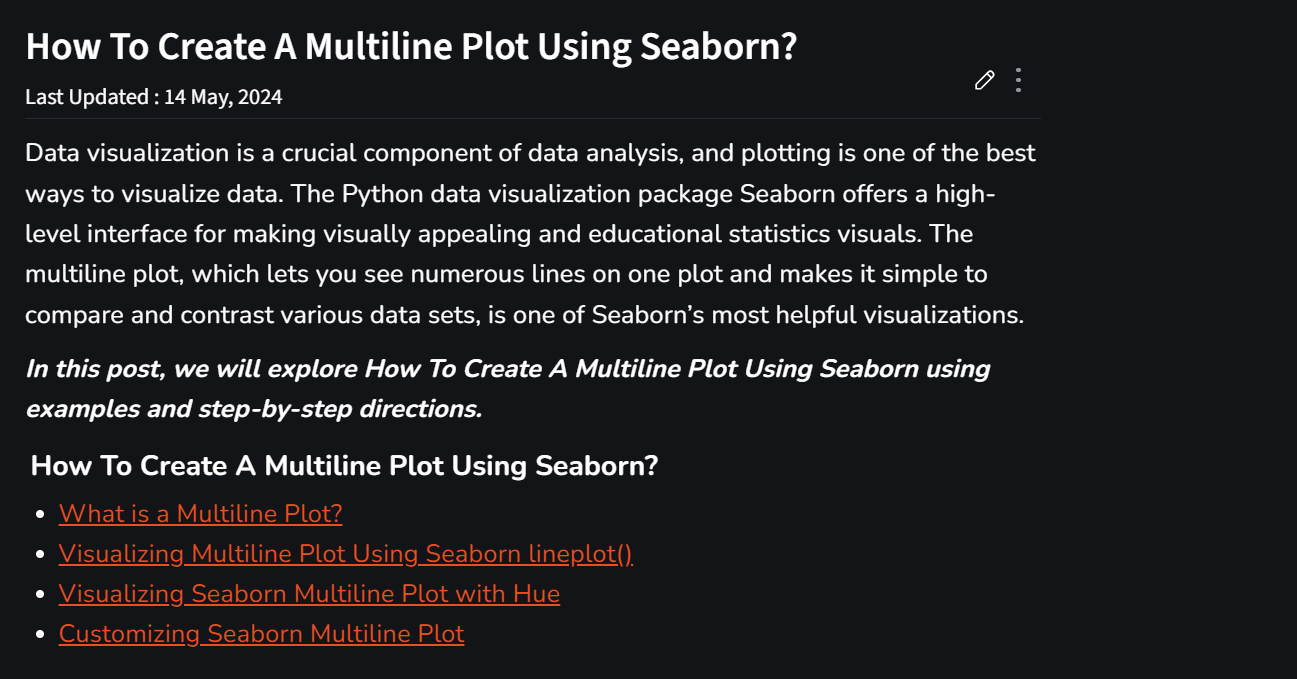 How To Create A Multiline Plot Using Seaborn?
Last Updated : 14 May, 2024
Data visualization is a crucial component of data analysis, and plotting is one of the best
ways to visualize data. The Python data visualization package Seaborn offers a high-
level interface for making visually appealing and educational statistics visuals. The
multiline plot, which lets you see numerous lines on one plot and makes it simple to
compare and contrast various data sets, is one of Seaborn’s most helpful visualizations.
In this post, we will explore How To Create A Multiline Plot Using Seaborn using
examples and step-by-step directions.
How To Create A Multiline Plot Using Seaborn?
What is a Multiline Plot?
Visualizing Multiline Plot Using Seaborn lineplot()
Visualizing Seaborn Multiline Plot with Hue
Customizing Seaborn Multiline Plot